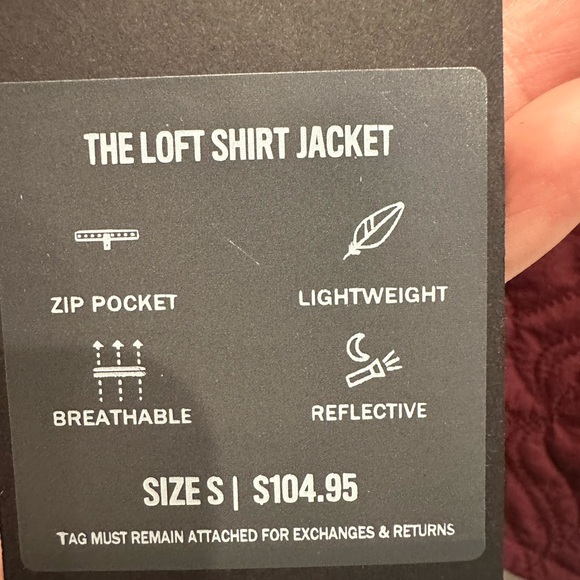 THE LOFT SHIRT JACKET
ZIP POCKET
LIGHTWEIGHT
BREATHABLE
REFLECTIVE
SIZE S | $104.95
TAG MUST REMAIN ATTACHED FOR EXCHANGES & RETURNS